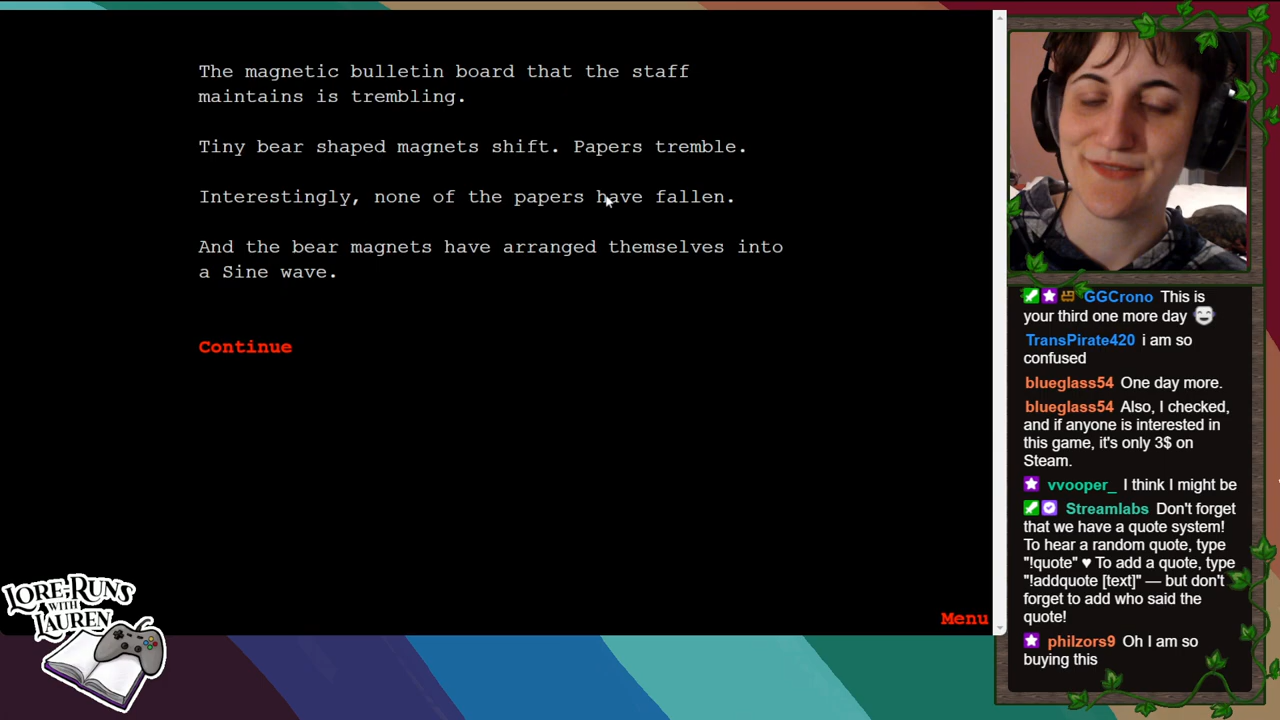 The magnetic bulletin board that the staff
maintains is trembling.
Tiny bear shaped magnets shift. Papers tremble.
Interestingly, none of the papers have fallen.
And the bear magnets have arranged themselves into
a Sine wave.
Continue
Menu
LORE-RUNS
WITH
LAUREN
GGCrono This is
your third one more day
TransPirate420 i am so
confused
blueglass54 One day more.
blueglass54 Also, I checked,
and if anyone is interested in
this game, it's only 3$ on
Steam.
vvooper_ I think I might be
Streamlabs Don't forget
that we have a quote system!
To hear a random quote, type
"!quote" ♥ To add a quote, type
"!addquote [text]" — but don't
forget to add who said the
quote!
philzors9 Oh I am so
buying this